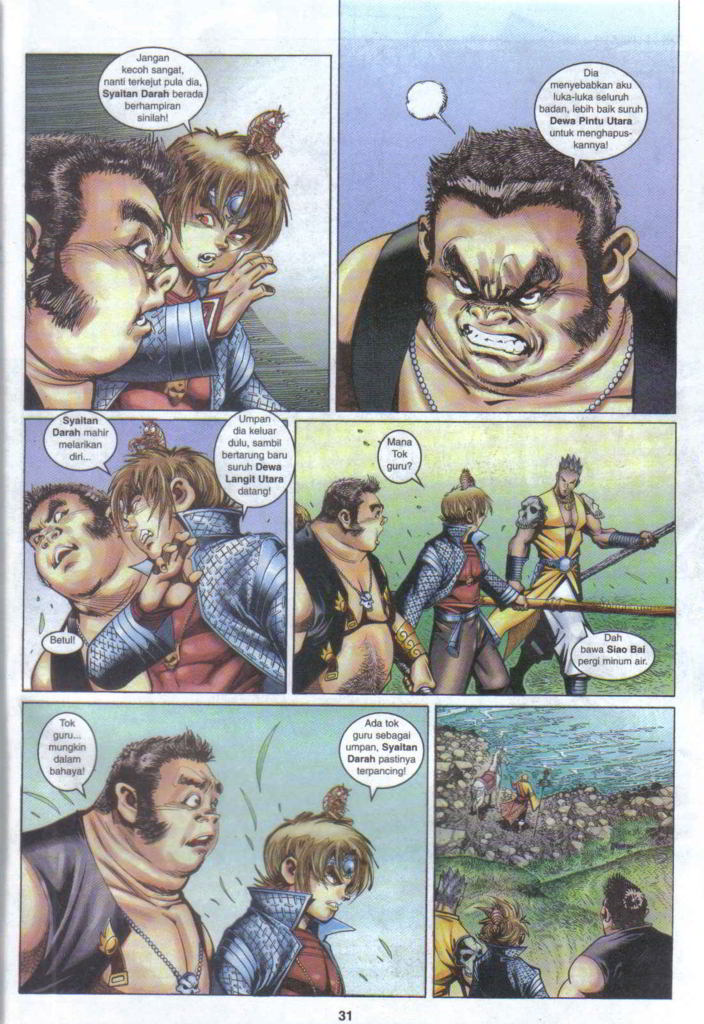 Jangan
kecoh sangat,
nanti terkejut pula dia,
Syaitan Darah berada
berhampiran
sinilah!
Dia
menyebabkan aku
luka-luka seluruh
badan, lebih baik suruh
Dewa Pintu Utara
untuk menghapus-
kannya!
Syaitan
Darah mahir
melarikan
diri...
Umpan
dia keluar
dulu, sambil
bertarung baru
suruh Dewa
Langit Utara
datang!
Betul!
Mana
Tok
guru?
Dah
bawa Siao Bai
pergi minum air.
Tok
guru...
mungkin
dalam
bahaya!
Ada tok
guru sebagai
umpan, Syaitan
Darah pastinya
terpancing!
31